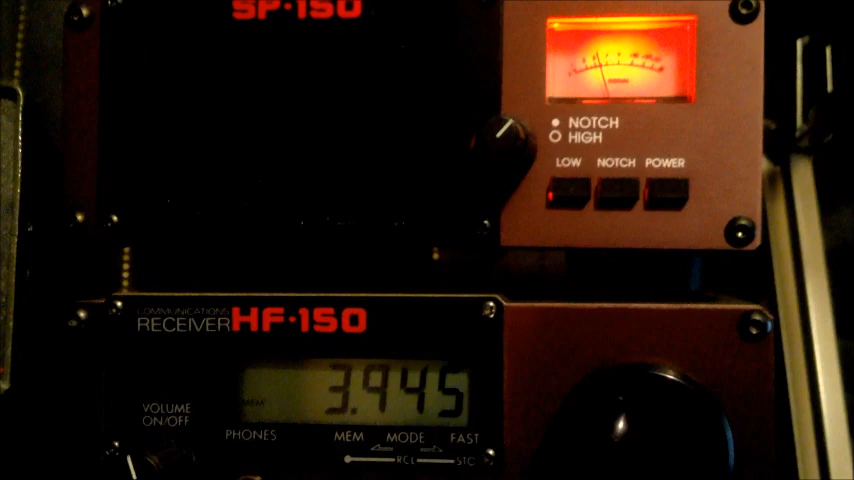 SP·150
NOTCH
HIGH
LOW NOTCH POWER
COMMUNICATIONS
RECEIVER HF·150
3.945
MEM
VOLUME
ON/OFF
PHONES
MEM MODE FAST
RCL STC